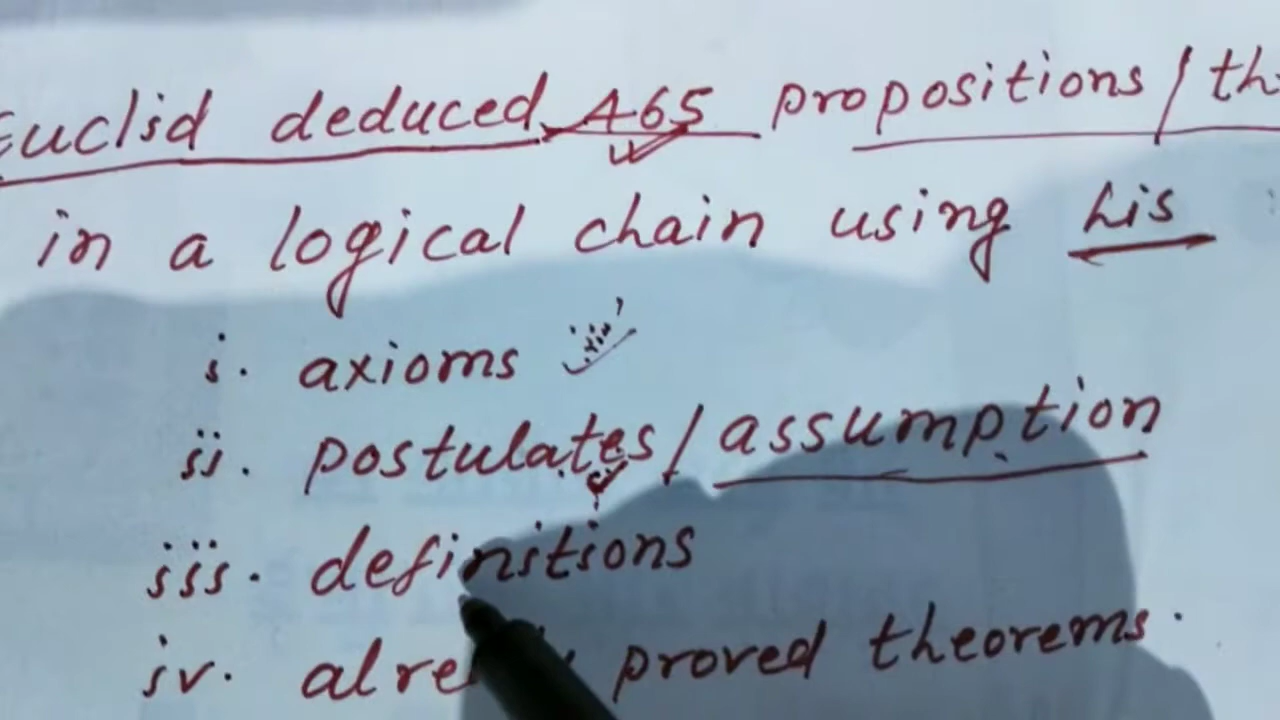 Euclid deduced 465 propositions/th
in a logical chain using his
i. axioms
ii. postulates/assumption
iii. definitions
iv. alre proved theorems.